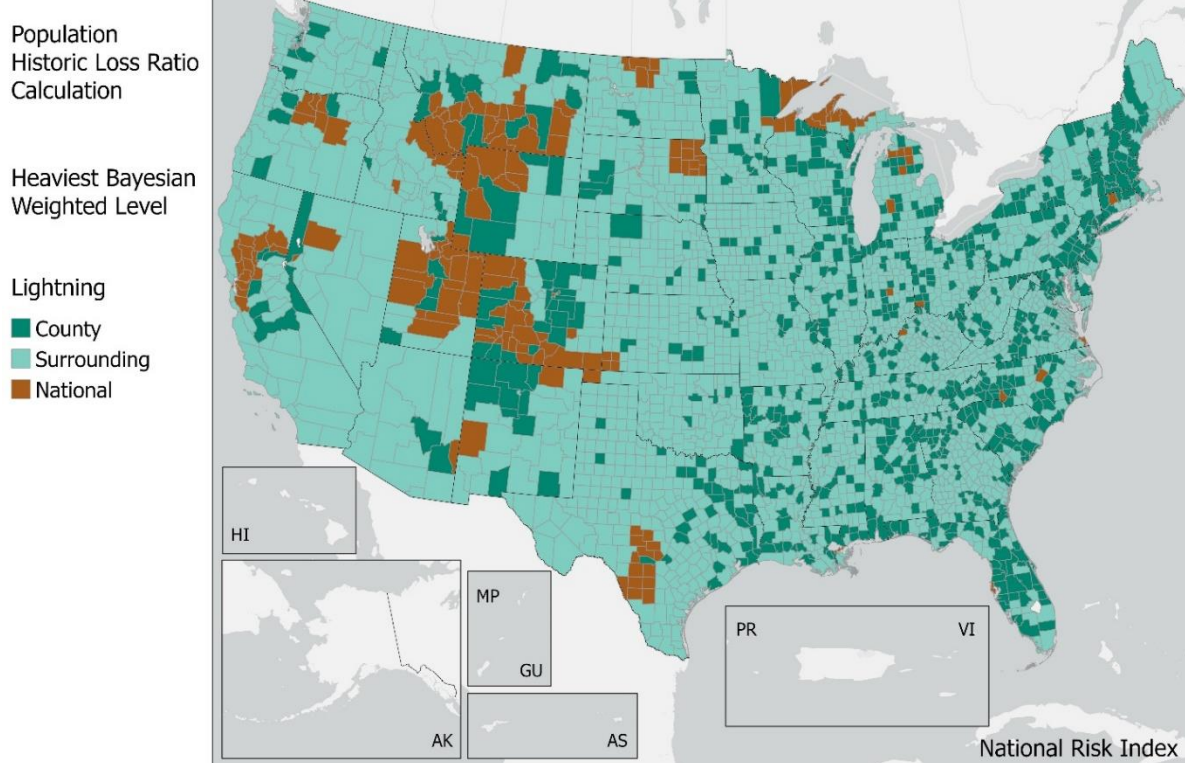 Population
Historic Loss Ratio
Calculation
Heaviest Bayesian
Weighted Level
Lightning
County
Surrounding
National
HI
AK
MP
GU
AS
PR
VI
National Risk Index